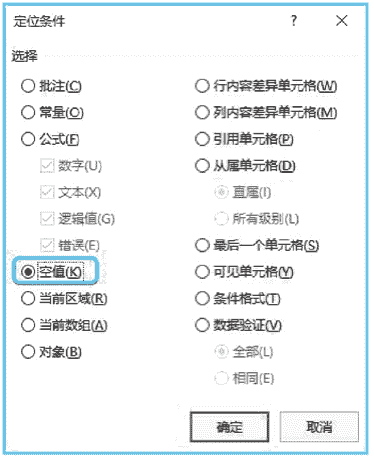 定位条件
?
选择
批注(C)
常量(O)
公式(F)
数字(U)
文本(X)
逻辑值(G)
错误(E)
空值(K)
当前区域(R)
当前数组(A)
对象(B)
行内容差异单元格(W)
列内容差异单元格(M)
引用单元格(P)
从属单元格(D)
直属(I)
所有级别(L)
最后一个单元格(S)
可见单元格(Y)
条件格式(T)
数据验证(V)
全部(L)
相同(E)
确定
取消